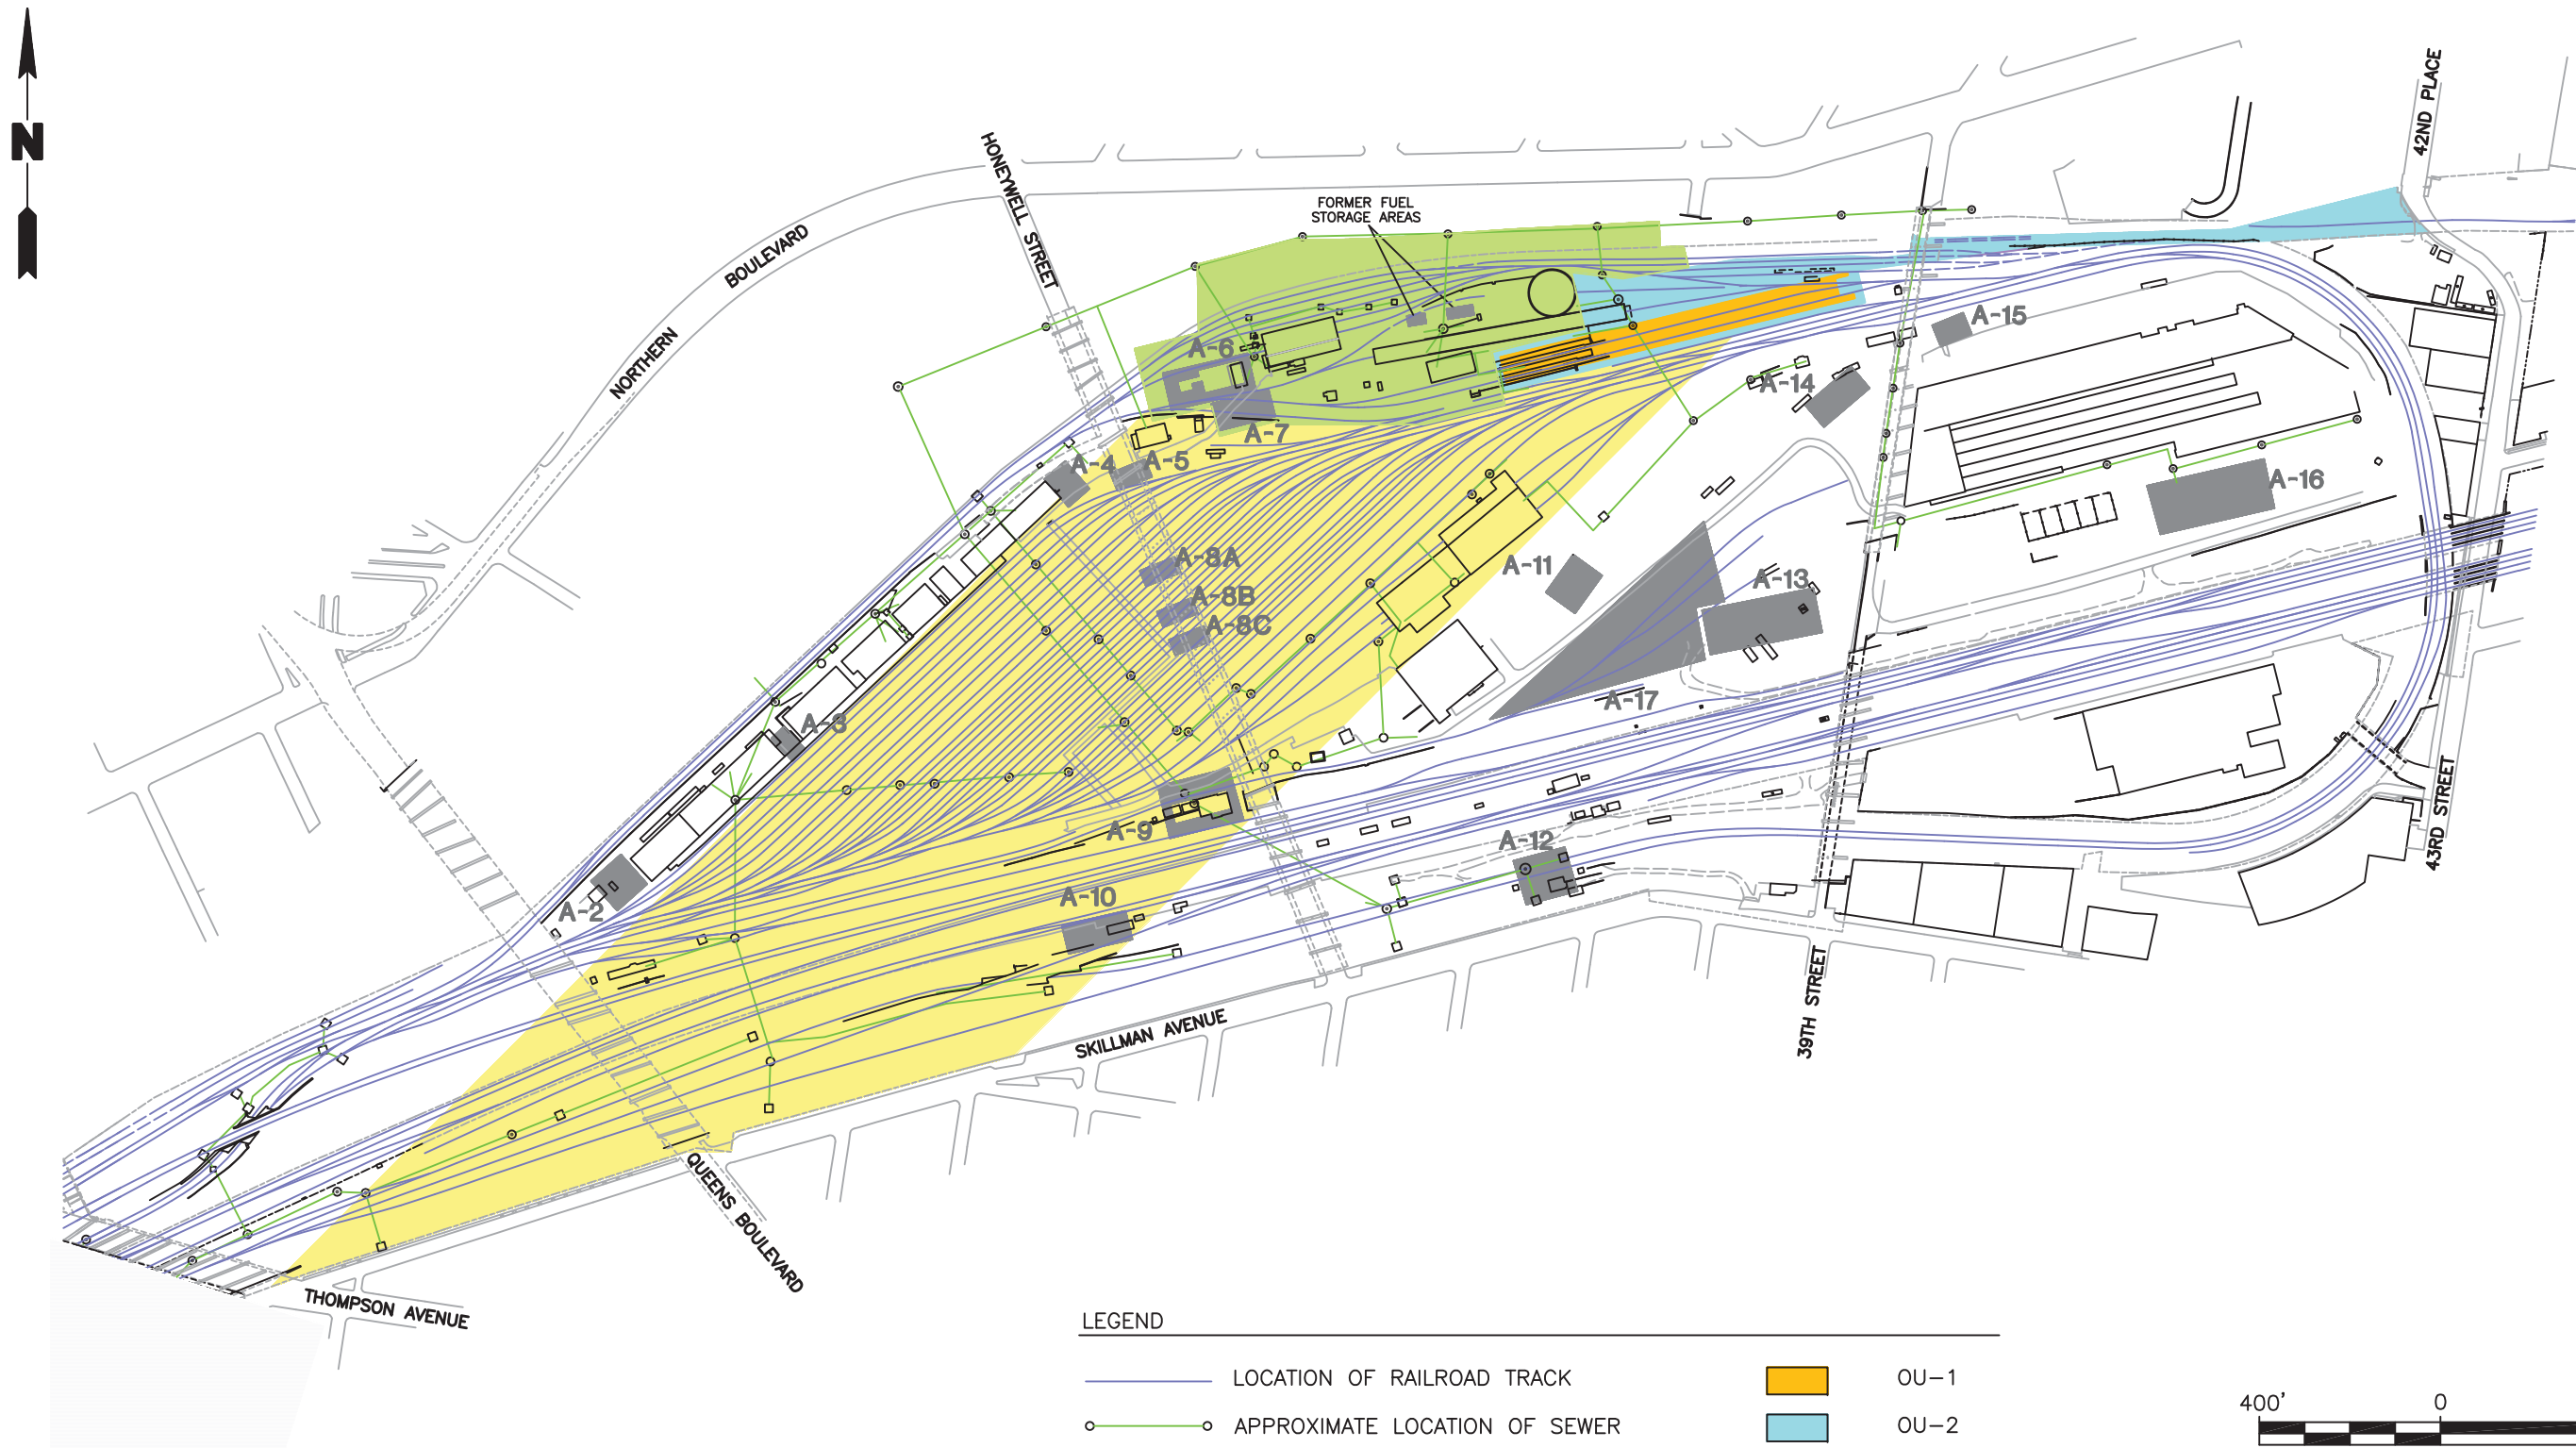 N
NORTHERN
BOULEVARD
HONEYWELL STREET
42ND PLACE
FORMER FUEL
STORAGE AREAS
A-15
A-6
A-14
A-7
A-4
A-5
A-16
A-8A
A-11
A-13
A-8B
A-8C
A-17
A-3
A-9
A-12
43RD STREET
A-10
A-2
39TH STREET
SKILLMAN AVENUE
QUEENS BOULEVARD
THOMPSON AVENUE
LEGEND
LOCATION OF RAILROAD TRACK
OU-1
APPROXIMATE LOCATION OF SEWER
OU-2
400'
0